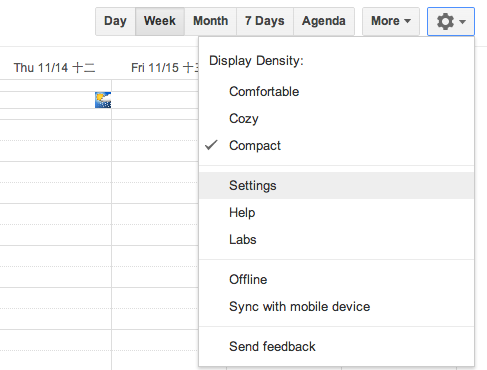 Day Week Month 7 Days Agenda More
Thu 11/14 十二 Fri 11/15 十
Display Density:
Comfortable
Cozy
Compact
Settings
Help
Labs
Offline
Sync with mobile device
Send feedback